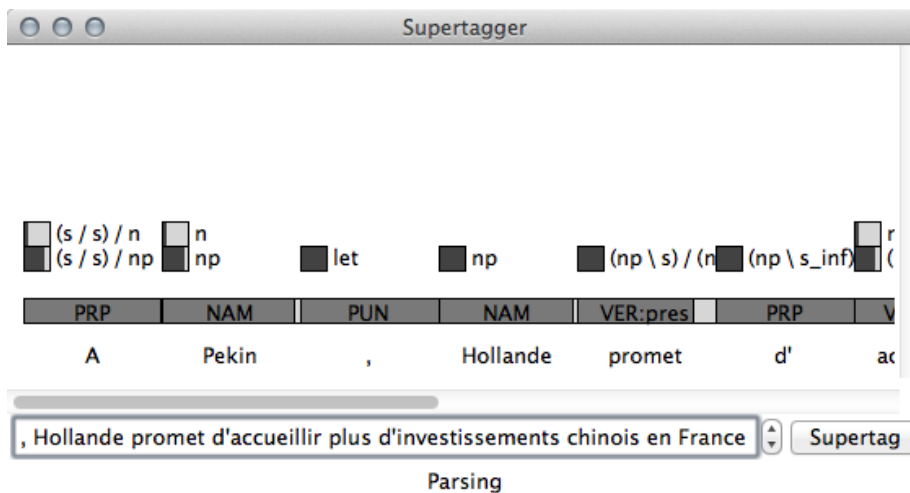 Supertagger
(s / s) / n n r
(s / s) / np np let np (np \ s) / (n (np \ s_inf) (
PRP NAM PUN NAM VER:pres PRP V
A Pekin , Hollande promet d' ac
, Hollande promet d'accueillir plus d'investissements chinois en France Supertag
Parsing